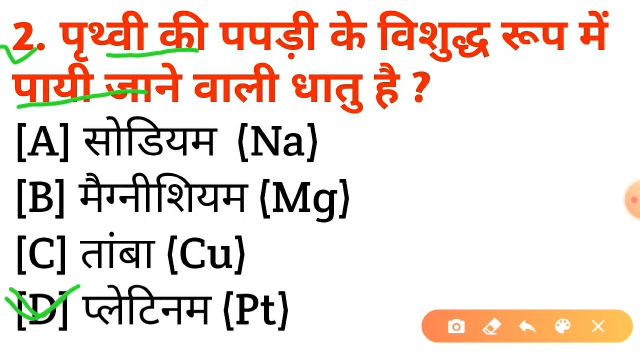 2. पृथ्वी की पपड़ी के विशुद्ध रूप में
पायी जाने वाली धातु है ?
[A] सोडियम (Na)
[B] मैग्नीशियम (Mg)
[C] तांबा (Cu)
[D] प्लेटिनम (Pt)